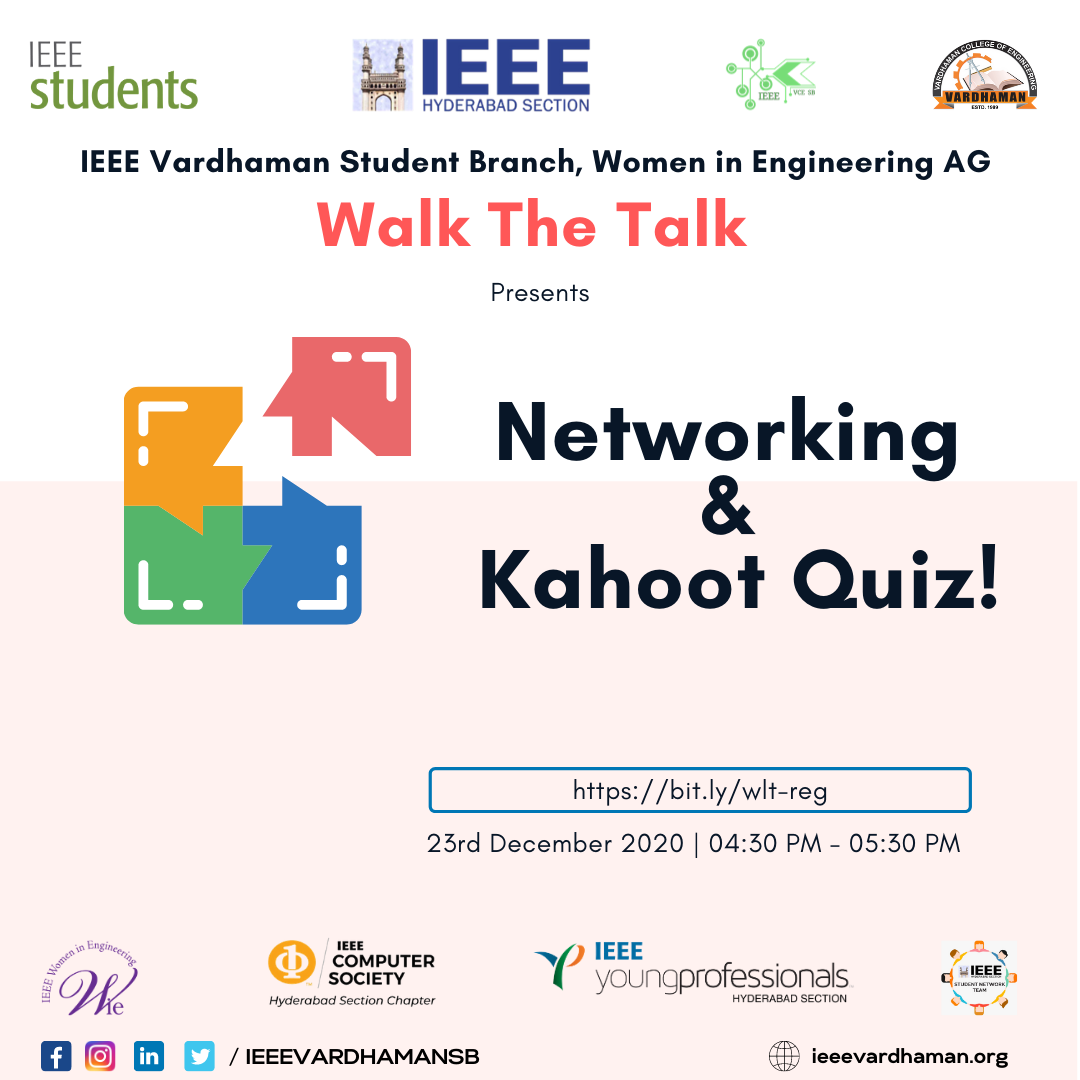 IEEE
students
IEEE
HYDERABAD SECTION
IEEE
VCE SB
VARDHAMAN COLLEGE OF ENGINEERING
VARDHAMAN
ESTD. 1999
IEEE Vardhaman Student Branch, Women in Engineering AG
Walk The Talk
Presents
Networking
&
Kahoot Quiz!
https://bit.ly/wlt-reg
23rd December 2020 | 04:30 PM - 05:30 PM
IEEE Women in Engineering
Wie
IEEE
COMPUTER
SOCIETY
Hyderabad Section Chapter
IEEE
youngprofessionals
HYDERABAD SECTION
IEEE
STUDENT NETWORK
TEAM
/ IEEEVARDHAMANSB
ieeevardhaman.org